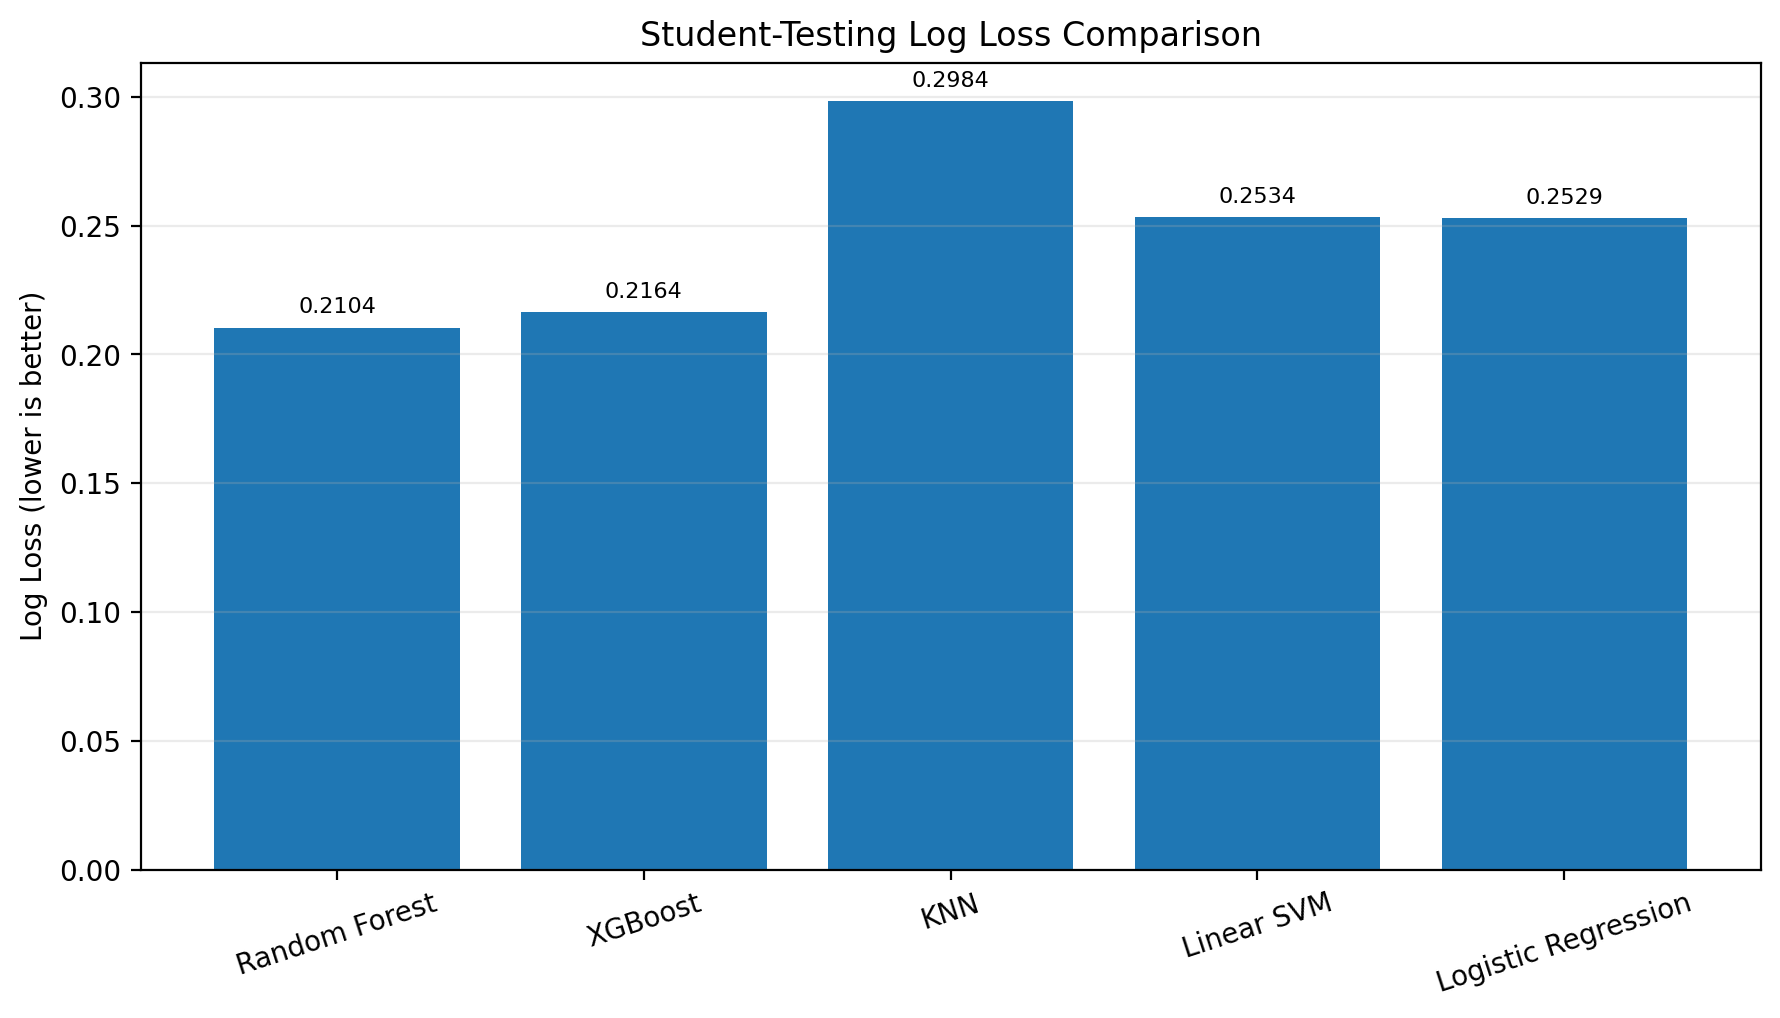 Student-Testing Log Loss Comparison
Log Loss (lower is better)
0.30
0.25
0.20
0.15
0.10
0.05
0.00
0.2104
0.2164
0.2984
0.2534
0.2529
Random Forest
XGBoost
KNN
Linear SVM
Logistic Regression